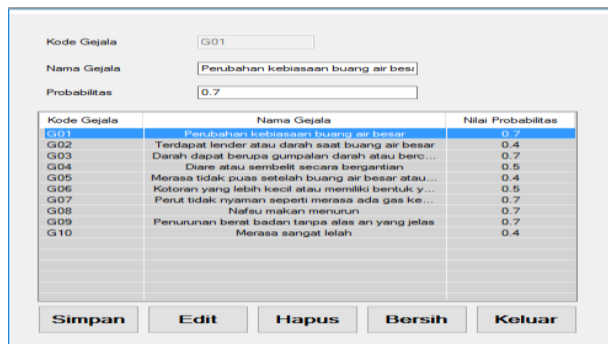 Kode Gejala G01
Nama Gejala Perubahan kebiasaan buang air besa
Probabilitas 0.7
Kode Gejala Nama Gejala Nilai Probabilitas
G01 Perubahan kebiasaan buang air besar 0.7
G02 Terdapat lender atau darah saat buang air besar 0.4
G03 Darah dapat berupa gumpalan darah atau berc... 0.7
G04 Diare atau sembelit secara bergantian 0.5
G05 Merasa tidak puas setelah buang air besar atau... 0.4
G06 Kotoran yang lebih kecil atau memiliki bentuk y... 0.5
G07 Perut tidak nyaman seperti merasa ada gas ke... 0.7
G08 Nafsu makan menurun 0.7
G09 Penurunan berat badan tanpa alas an yang jelas 0.7
G10 Merasa sangat lelah 0.4
Simpan Edit Hapus Bersih Keluar